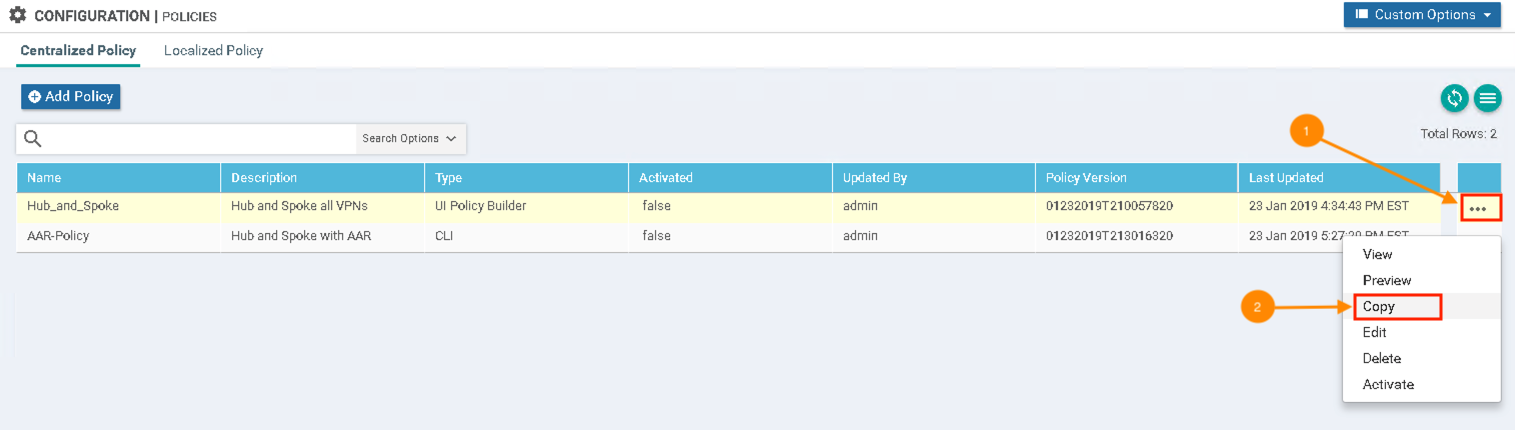 CONFIGURATION | POLICIES
Custom Options
Centralized Policy Localized Policy
Add Policy
Search Options
Total Rows: 2
1
Name Description Type Activated Updated By Policy Version Last Updated
Hub_and_Spoke Hub and Spoke all VPNs UI Policy Builder false admin 01232019T210057820 23 Jan 2019 4:34:43 PM EST
AAR-Policy Hub and Spoke with AAR CLI false admin 01232019T213016320 23 Jan 2019 PM EST
View
Preview
2
Copy
Edit
Delete
Activate